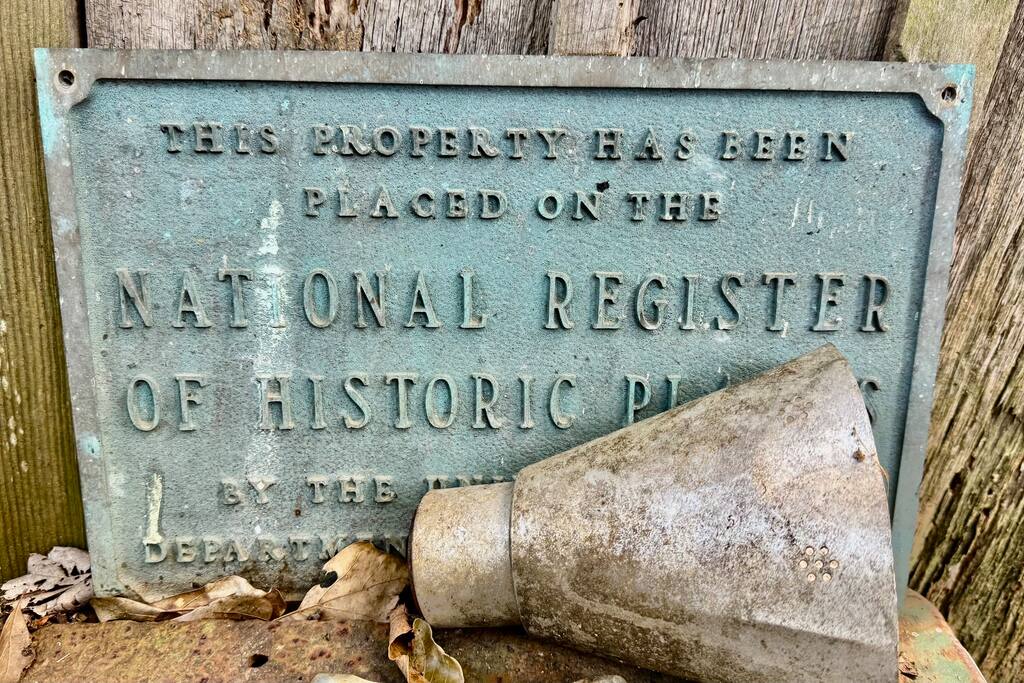 THIS PROPERTY HAS BEEN
PLACED ON THE
NATIONAL REGISTER
OF HISTORIC
BY THE